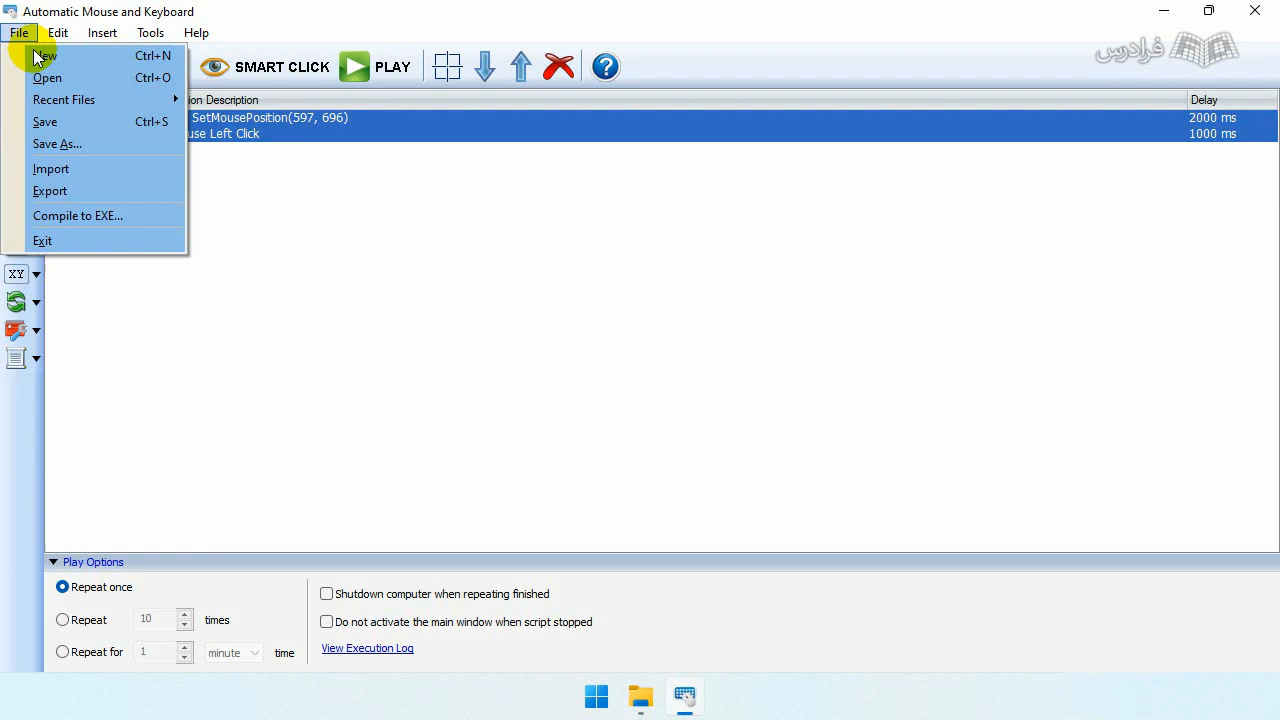 Automatic Mouse and Keyboard
File Edit Insert Tools Help
فرادرس
SMART CLICK PLAY
New Ctrl+N
Open Ctrl+O
Recent Files
Save Ctrl+S
Save As...
Import
Export
Compile to EXE...
Exit
Description Delay
SetMousePosition(597, 696) 2000 ms
Left Click 1000 ms
XY
Play Options
Repeat once
Repeat 10 times
Repeat for 1 minute time
Shutdown computer when repeating finished
Do not activate the main window when script stopped
View Execution Log